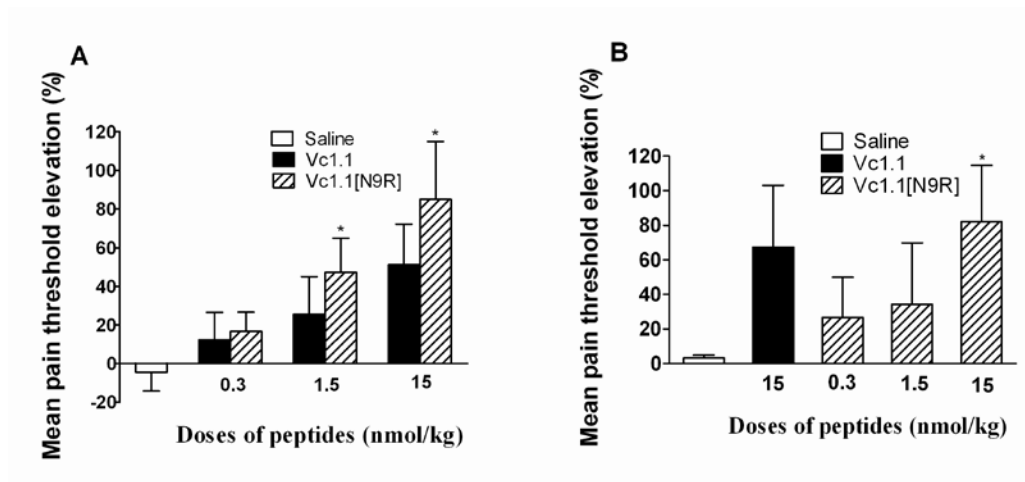 A
Mean pain threshold elevation (%)
120
100
80
60
40
20
0
-20
Saline
Vc1.1
Vc1.1[N9R]
*
*
0.3 1.5 15
Doses of peptides (nmol/kg)
B
Mean pain threshold elevation (%)
120
100
80
60
40
20
0
Saline
Vc1.1
Vc1.1[N9R]
*
15 0.3 1.5 15
Doses of peptides (nmol/kg)